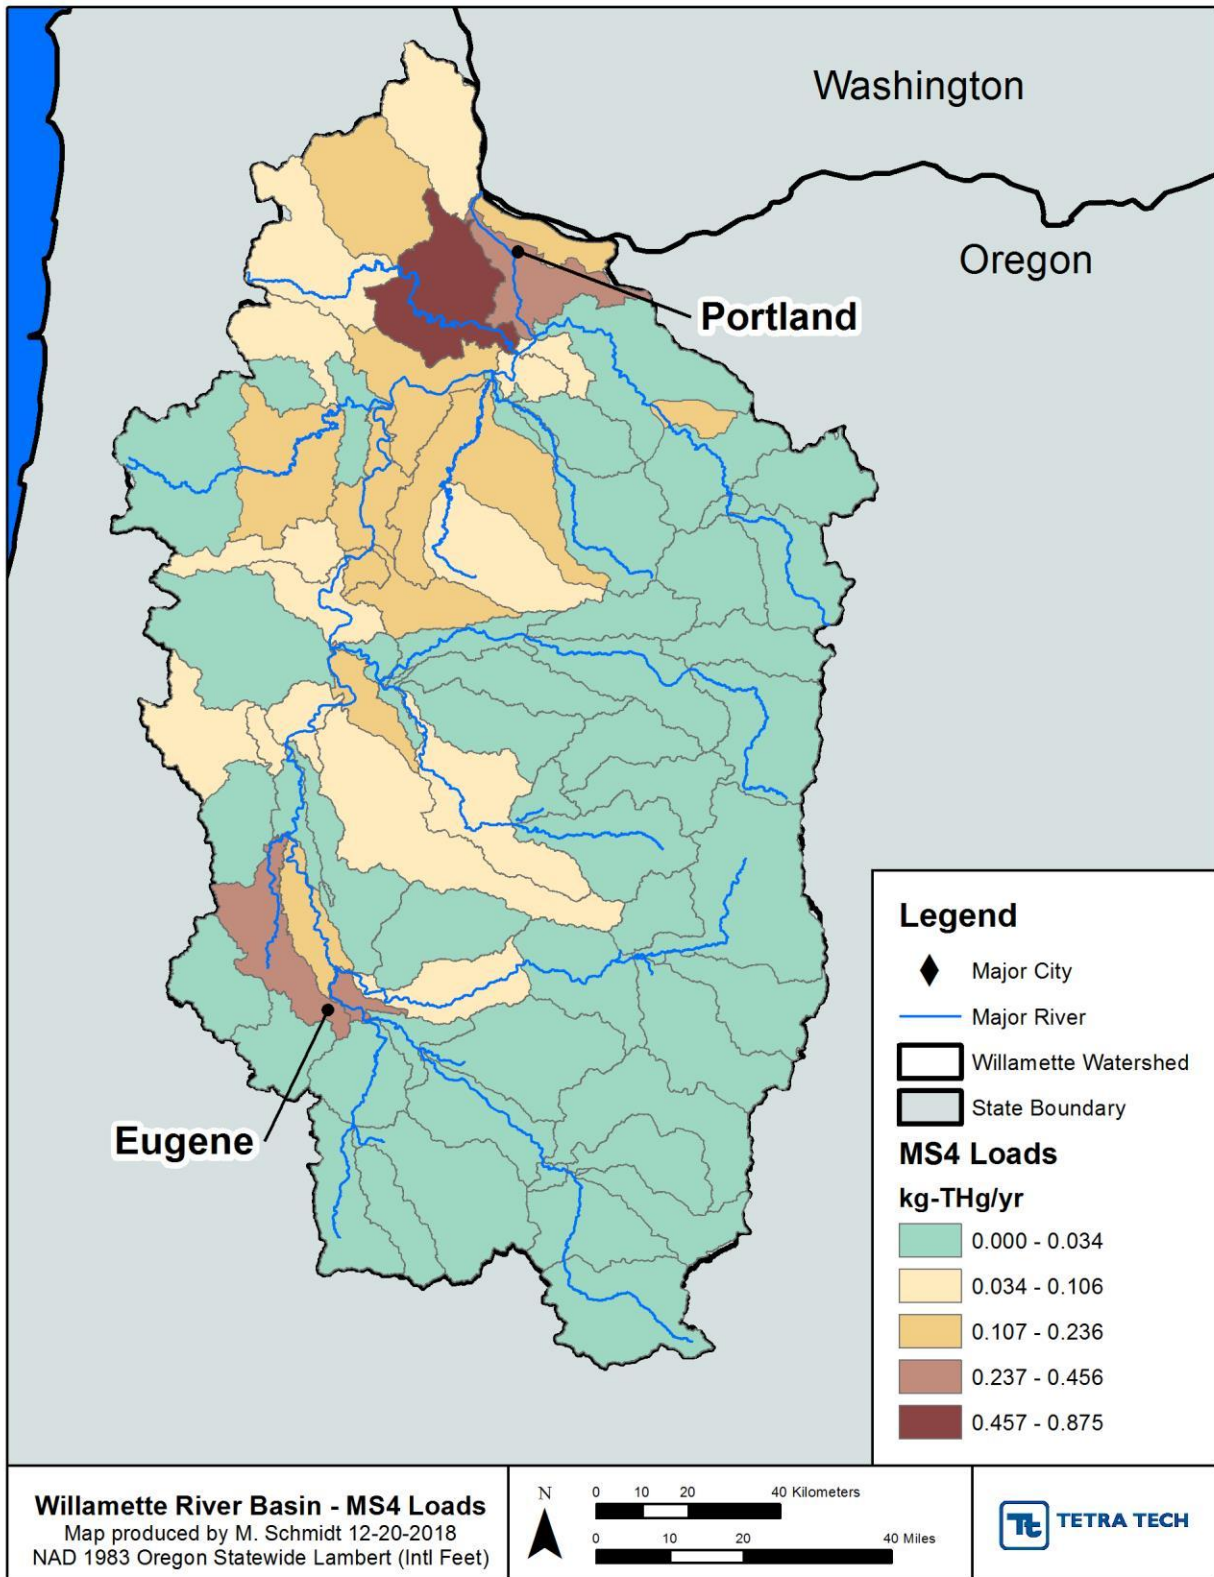 Washington
Oregon
Portland
Eugene
Legend
Major City
Major River
Willamette Watershed
State Boundary
MS4 Loads
kg-THg/yr
0.000 - 0.034
0.034 - 0.106
0.107 - 0.236
0.237 - 0.456
0.457 - 0.875
Willamette River Basin - MS4 Loads
Map produced by M. Schmidt 12-20-2018
NAD 1983 Oregon Statewide Lambert (Intl Feet)
N
0 10 20 40 Kilometers
0 10 20 40 Miles
Tt TETRA TECH